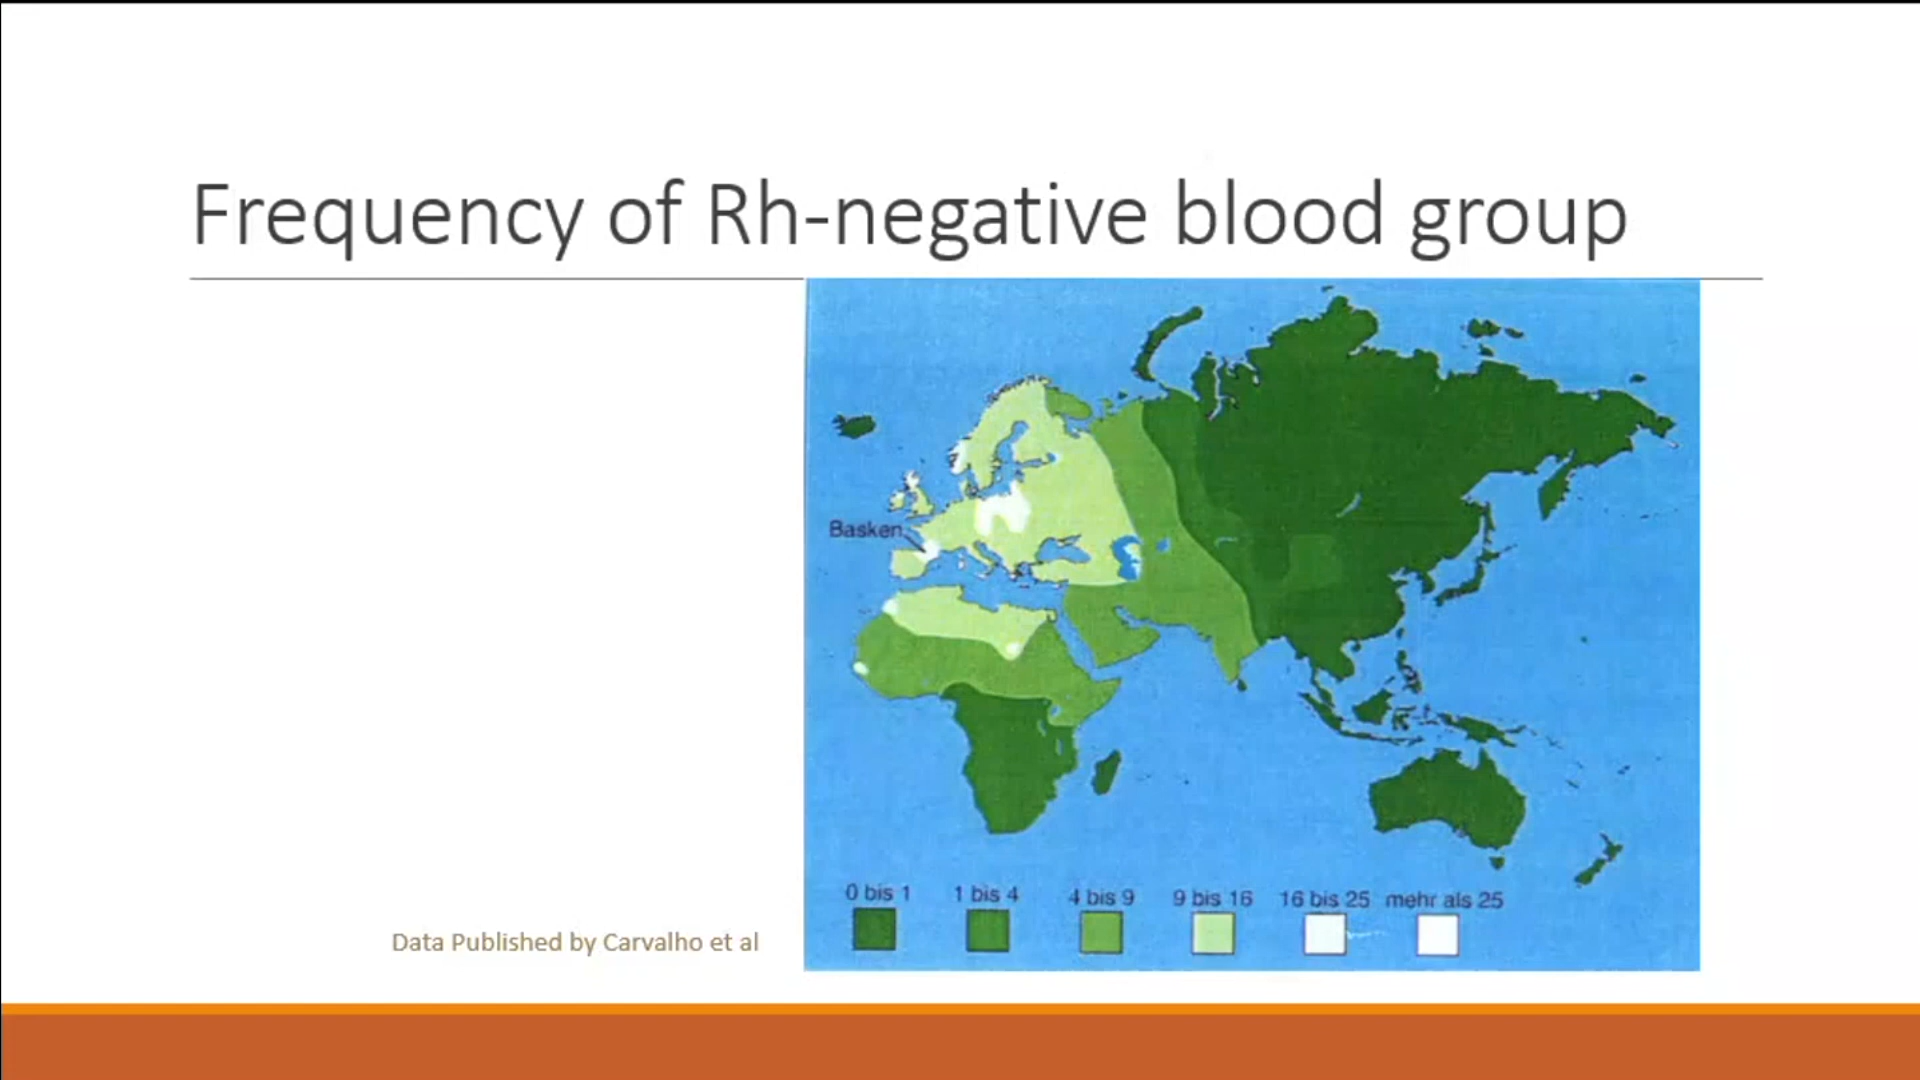 Frequency of Rh-negative blood group
Basken
0 bis 1 1 bis 4 4 bis 9 9 bis 16 16 bis 25 mehr als 25
Data Published by Carvalho et al